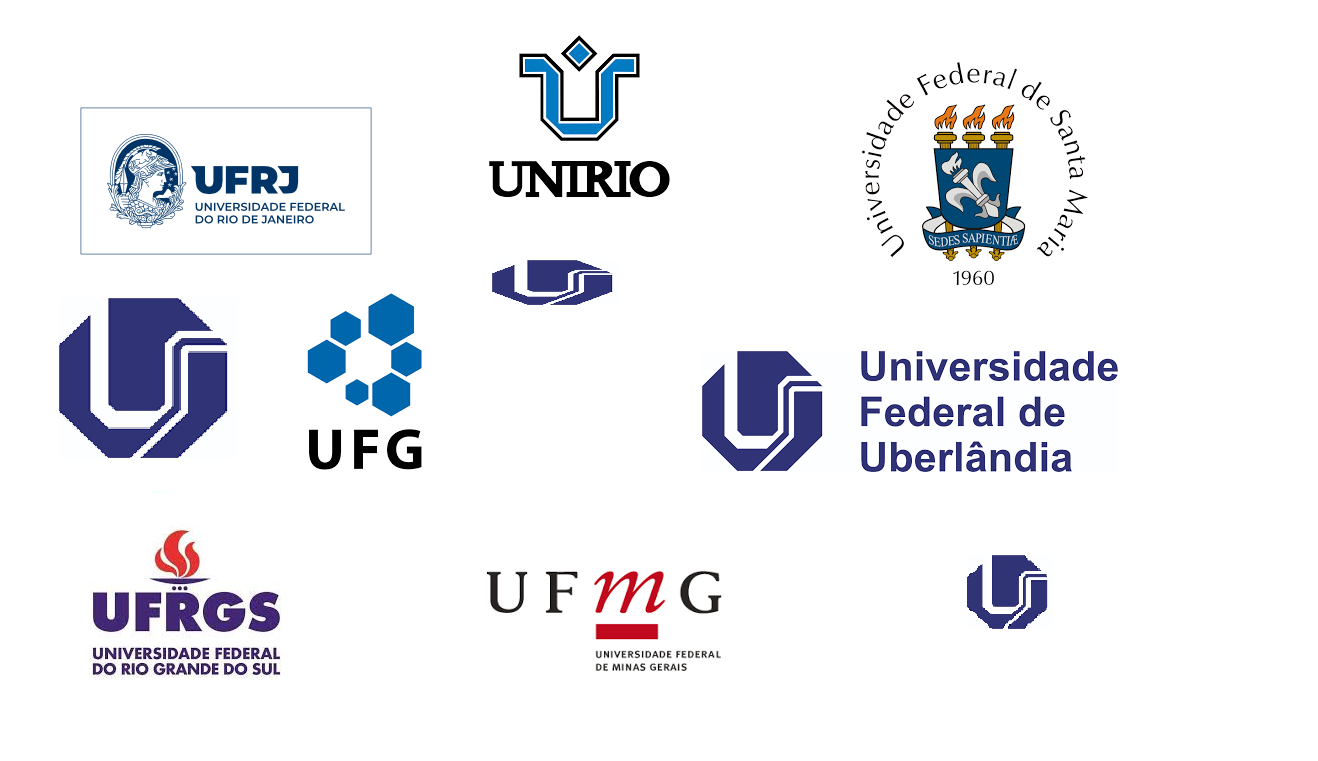 UNIRIO
Universidade Federal de Santa Maria
SEDES SAPIENTIÆ
1960
UFRJ
UNIVERSIDADE FEDERAL
DO RIO DE JANEIRO
UFG
Universidade
Federal de
Uberlândia
UFRGS
UNIVERSIDADE FEDERAL
DO RIO GRANDE DO SUL
UFmG
UNIVERSIDADE FEDERAL
DE MINAS GERAIS